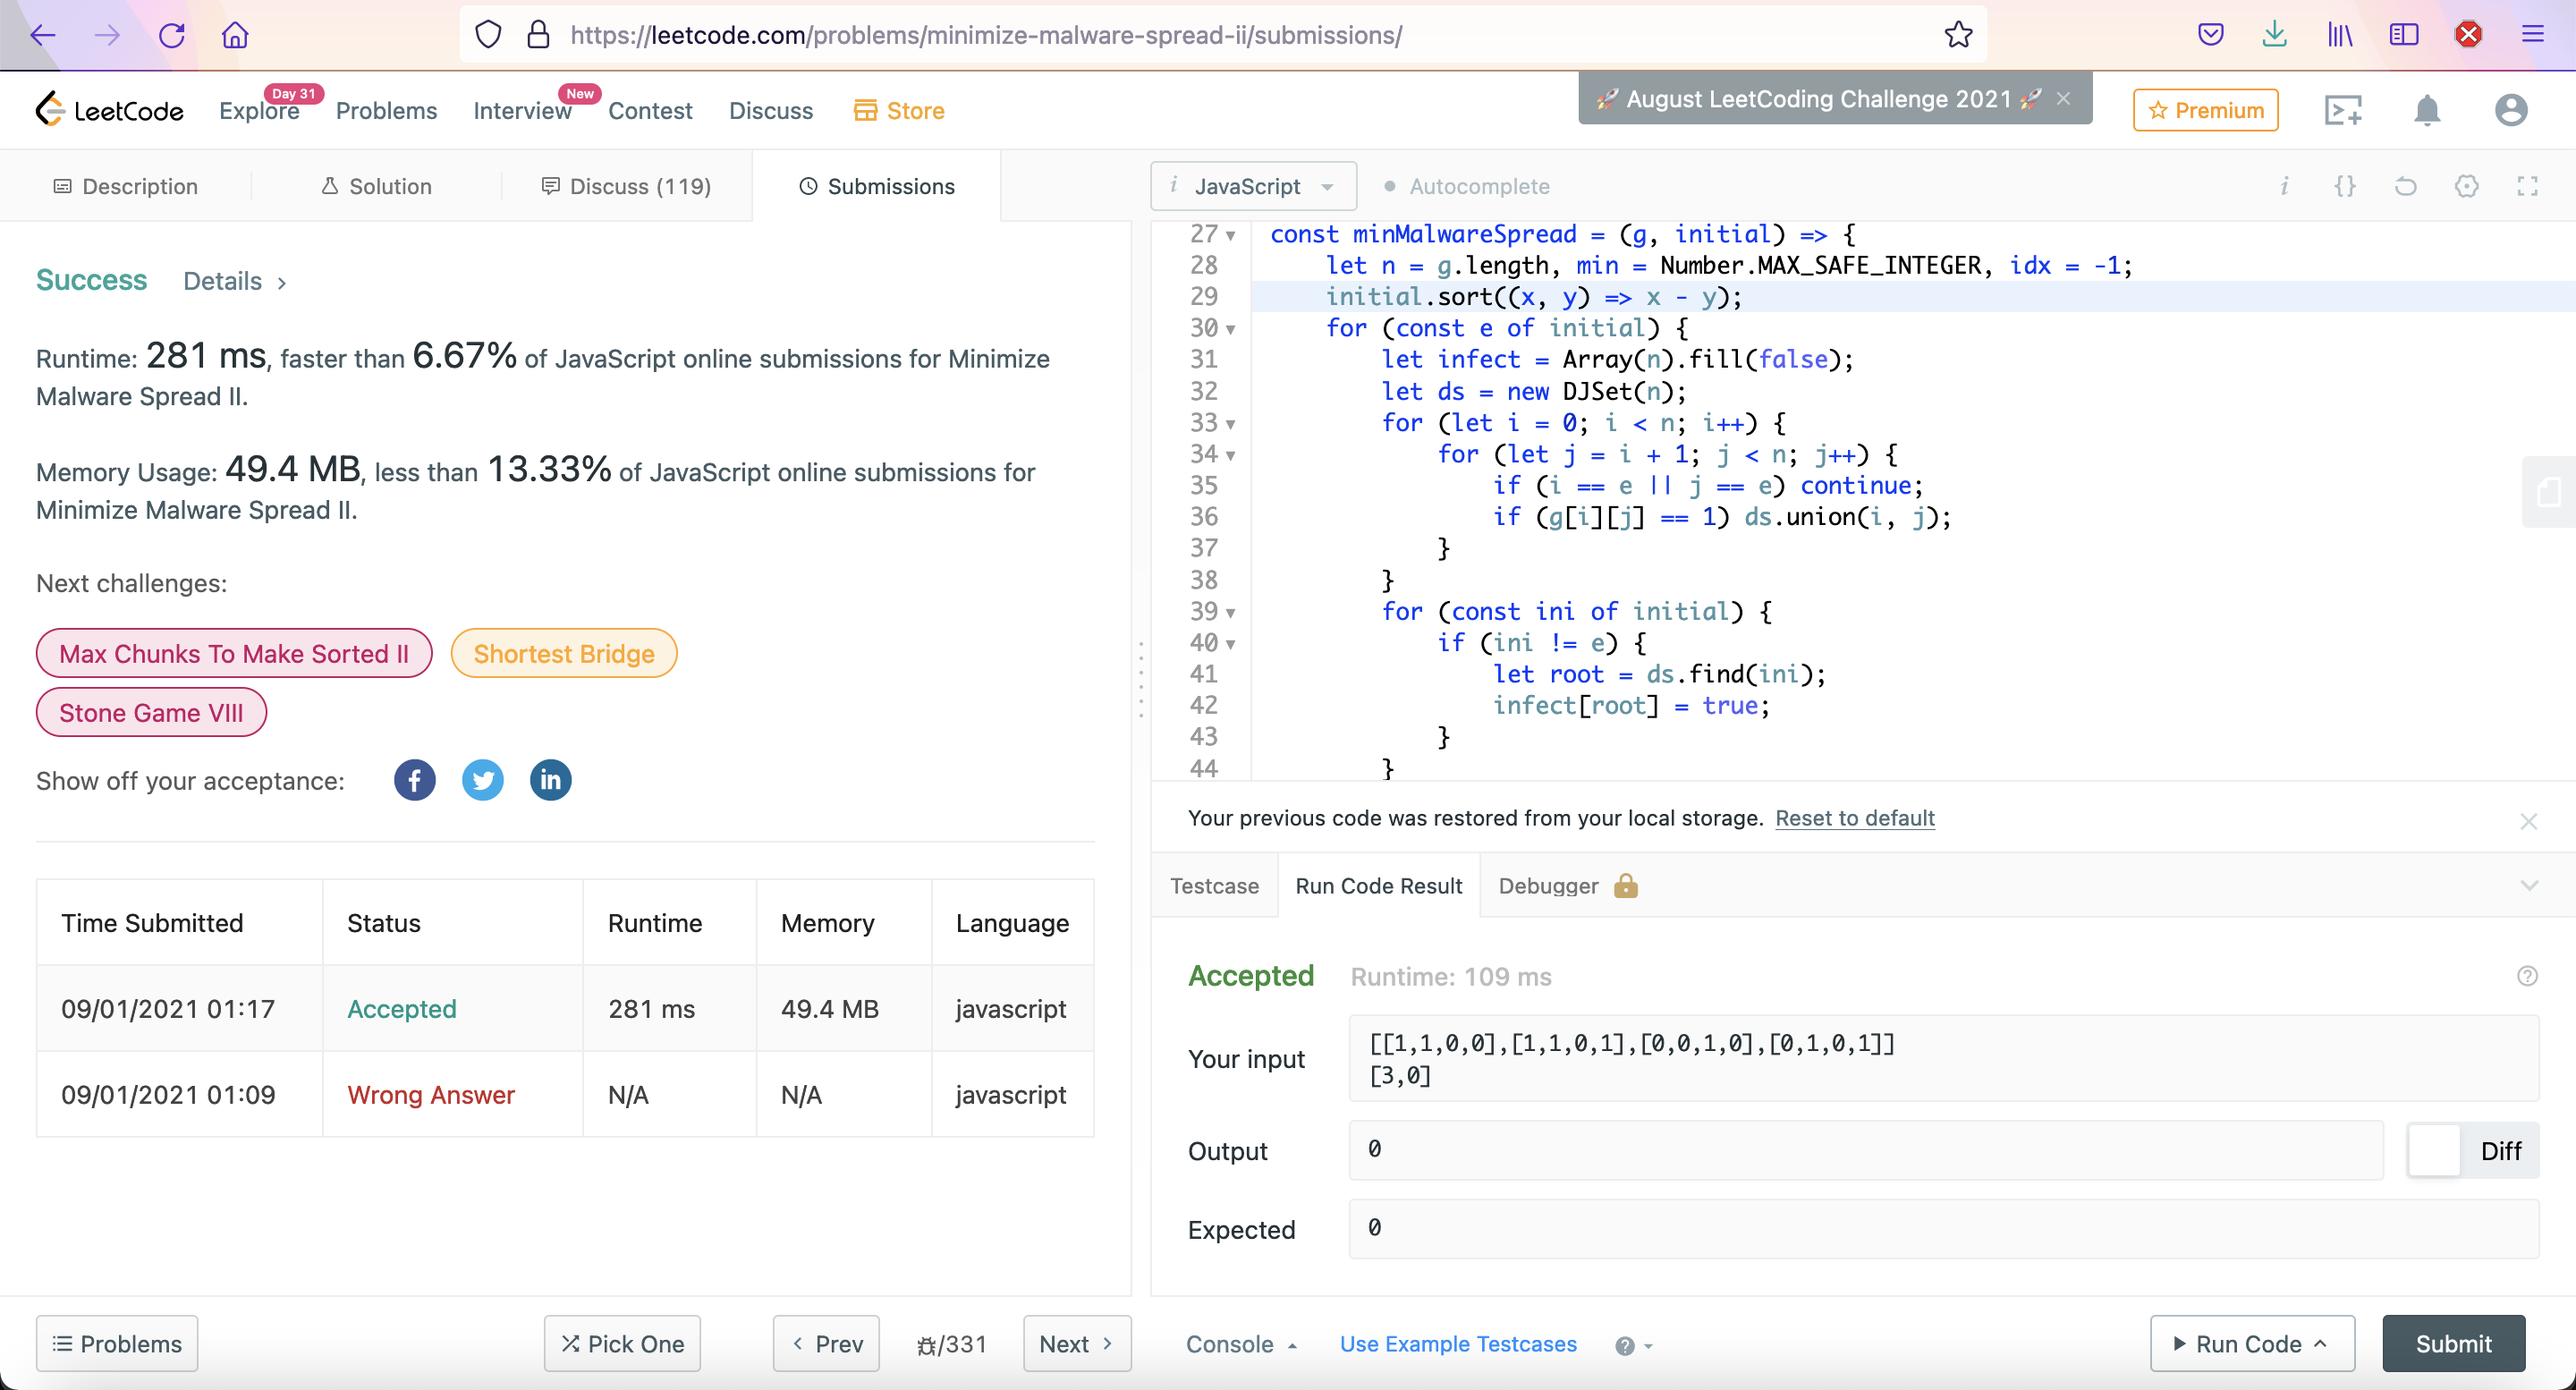 https://leetcode.com/problems/minimize-malware-spread-ii/submissions/
LeetCode
Explore
Day 31
Problems
Interview
New
Contest
Discuss
Store
🚀 August LeetCoding Challenge 2021 🚀 ×
Premium
Description
Solution
Discuss (119)
Submissions
Success Details >
Runtime: 281 ms, faster than 6.67% of JavaScript online submissions for Minimize
Malware Spread II.
Memory Usage: 49.4 MB, less than 13.33% of JavaScript online submissions for
Minimize Malware Spread II.
Next challenges:
Max Chunks To Make Sorted II
Shortest Bridge
Stone Game VIII
Show off your acceptance:
Time Submitted Status Runtime Memory Language
09/01/2021 01:17 Accepted 281 ms 49.4 MB javascript
09/01/2021 01:09 Wrong Answer N/A N/A javascript
Problems
Pick One
< Prev
/331
Next >
i JavaScript
Autocomplete
i {}
27 const minMalwareSpread = (g, initial) => {
28 let n = g.length, min = Number.MAX_SAFE_INTEGER, idx = -1;
29 initial.sort((x, y) => x - y);
30 for (const e of initial) {
31 let infect = Array(n).fill(false);
32 let ds = new DJSet(n);
33 for (let i = 0; i < n; i++) {
34 for (let j = i + 1; j < n; j++) {
35 if (i == e || j == e) continue;
36 if (g[i][j] == 1) ds.union(i, j);
37 }
38 }
39 for (const ini of initial) {
40 if (ini != e) {
41 let root = ds.find(ini);
42 infect[root] = true;
43 }
44 }
Your previous code was restored from your local storage. Reset to default
Testcase
Run Code Result
Debugger
Accepted Runtime: 109 ms
Your input
[[1,1,0,0],[1,1,0,1],[0,0,1,0],[0,1,0,1]]
[3,0]
Output
0
Diff
Expected
0
Console
Use Example Testcases
Run Code
Submit